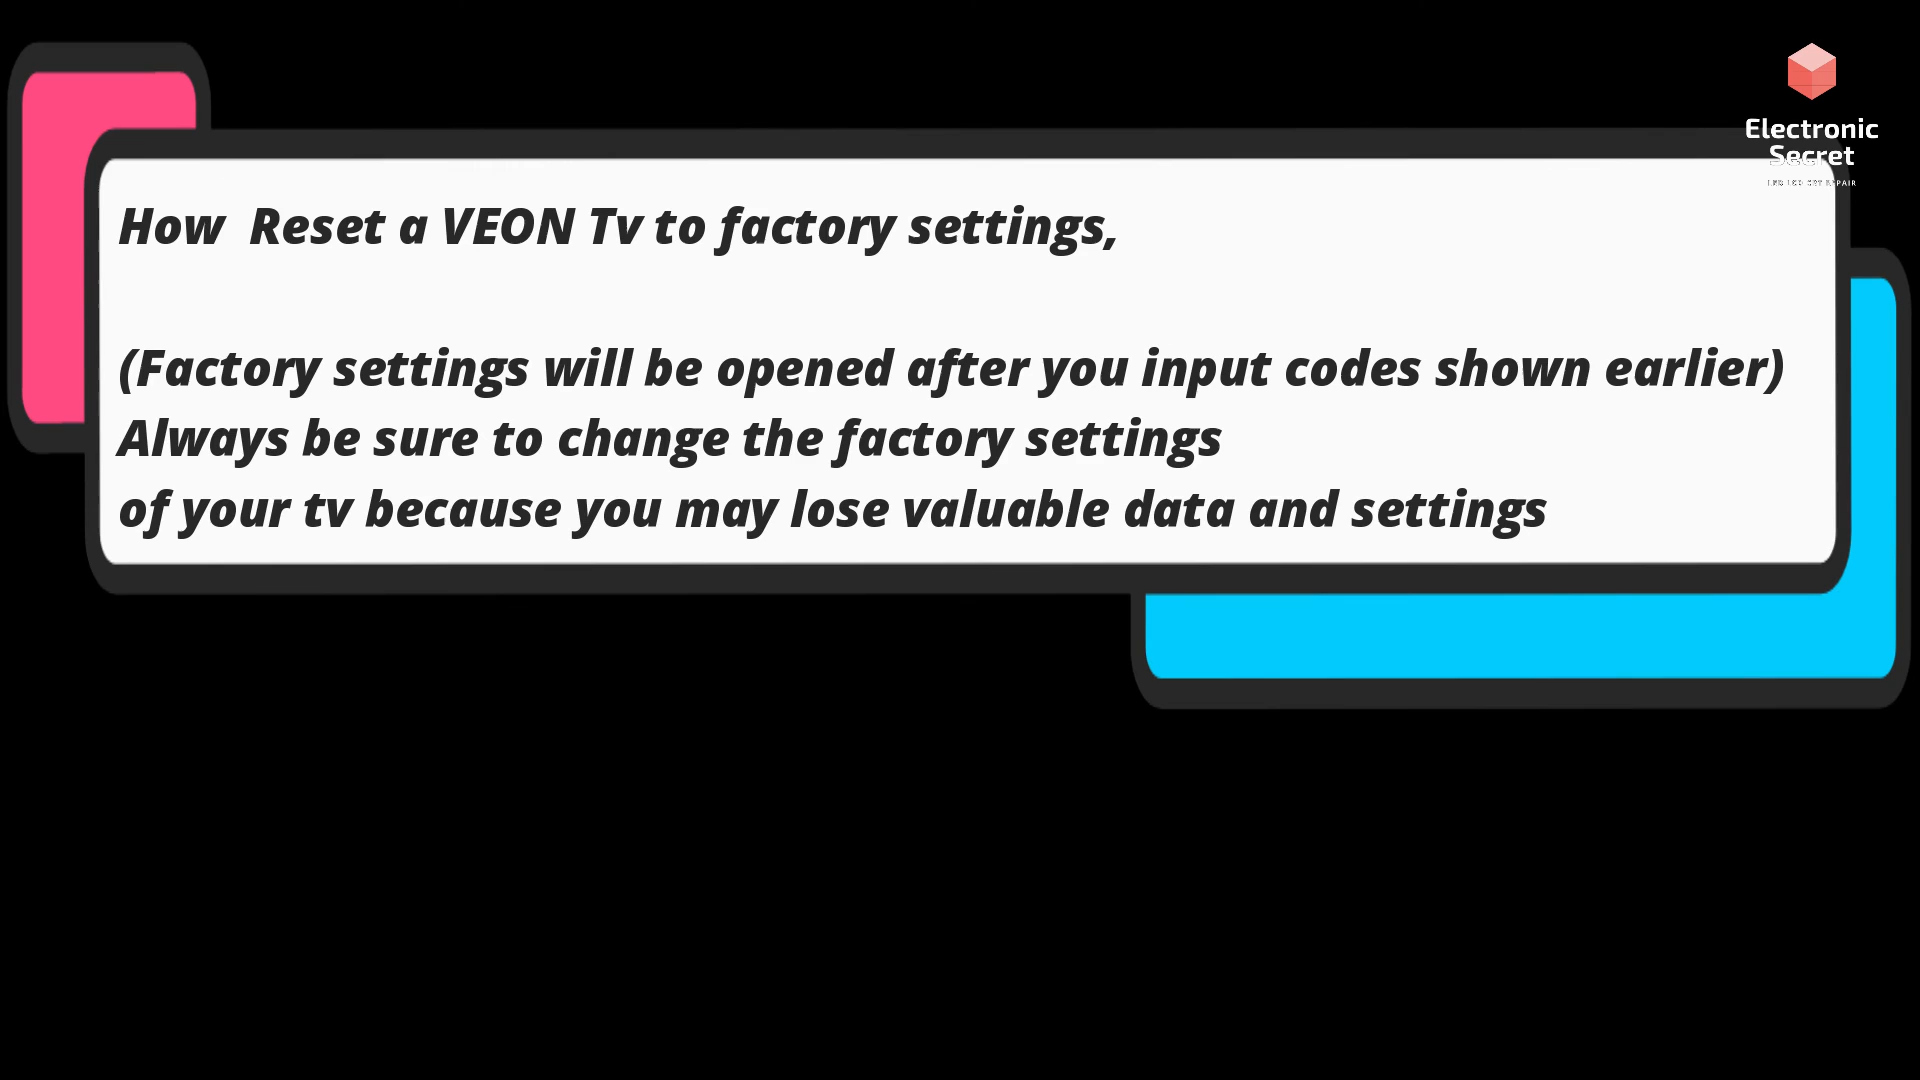 Electronic
Secret
How Reset a VEON Tv to factory settings,
(Factory settings will be opened after you input codes shown earlier)
Always be sure to change the factory settings
of your tv because you may lose valuable data and settings